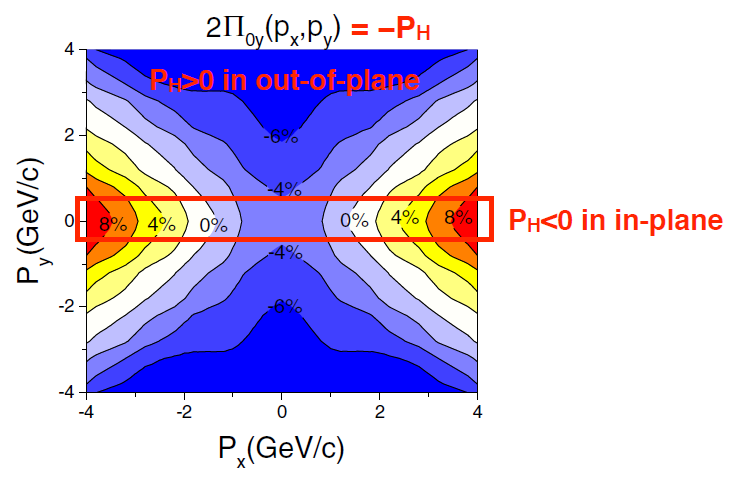 2Π0y(px,py) = −PH
4
PH>0 in out-of-plane
-6%
2
-4%
Py(GeV/c)
0
8% 4% 0% 0% 4% 8%
PH<0 in in-plane
-4%
-2
-6%
-4
-4 -2 0 2 4
Px(GeV/c)